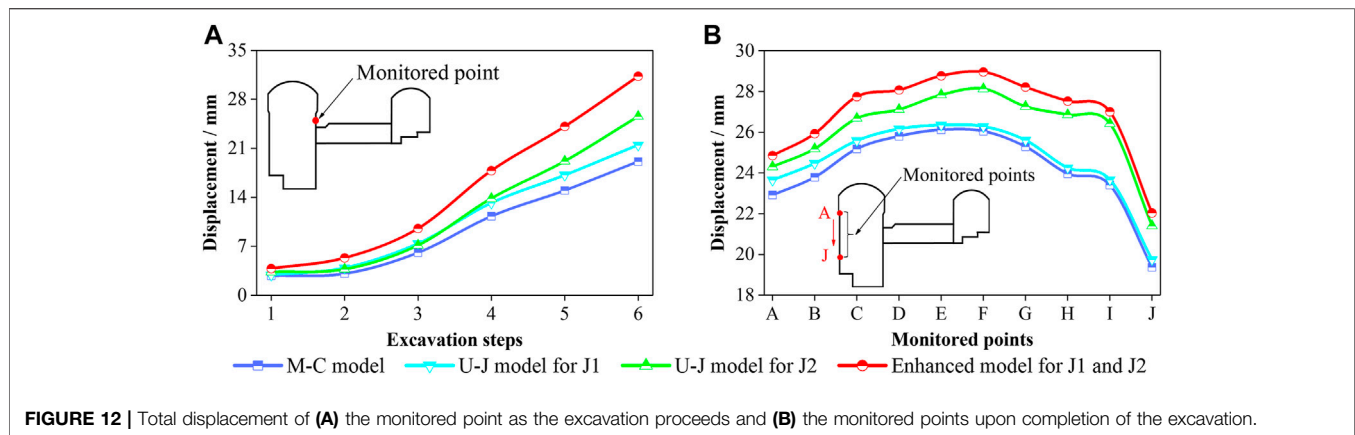 A
B
35
28
21
14
7
0
Displacement / mm
Monitored point
1 2 3 4 5 6
Excavation steps
30
28
26
24
22
20
18
Displacement / mm
Monitored points
A
J
A B C D E F G H I J
Monitored points
M-C model U-J model for J1 U-J model for J2 Enhanced model for J1 and J2
FIGURE 12 | Total displacement of (A) the monitored point as the excavation proceeds and (B) the monitored points upon completion of the excavation.